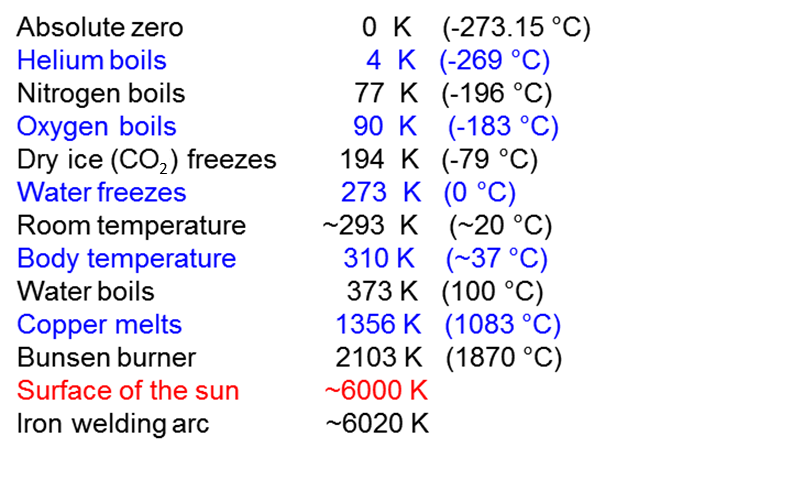 Absolute zero 0 K (-273.15 °C)
Helium boils 4 K (-269 °C)
Nitrogen boils 77 K (-196 °C)
Oxygen boils 90 K (-183 °C)
Dry ice (CO₂) freezes 194 K (-79 °C)
Water freezes 273 K (0 °C)
Room temperature ~293 K (~20 °C)
Body temperature 310 K (~37 °C)
Water boils 373 K (100 °C)
Copper melts 1356 K (1083 °C)
Bunsen burner 2103 K (1870 °C)
Surface of the sun ~6000 K
Iron welding arc ~6020 K